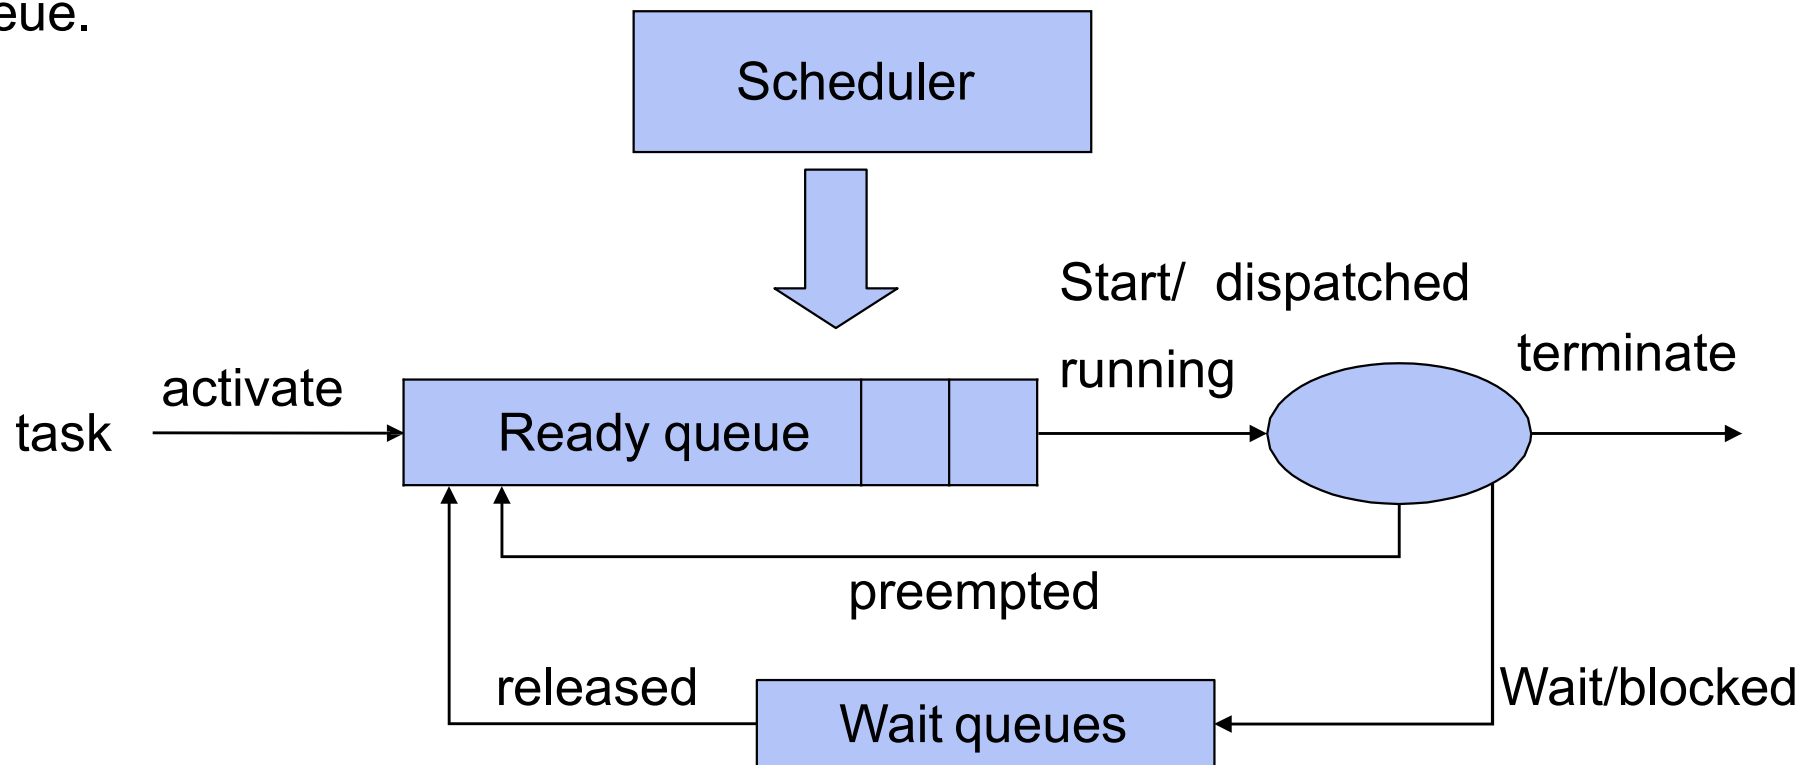 eue.
Scheduler
Start/ dispatched
running
terminate
activate
task
Ready queue
preempted
released
Wait/blocked
Wait queues